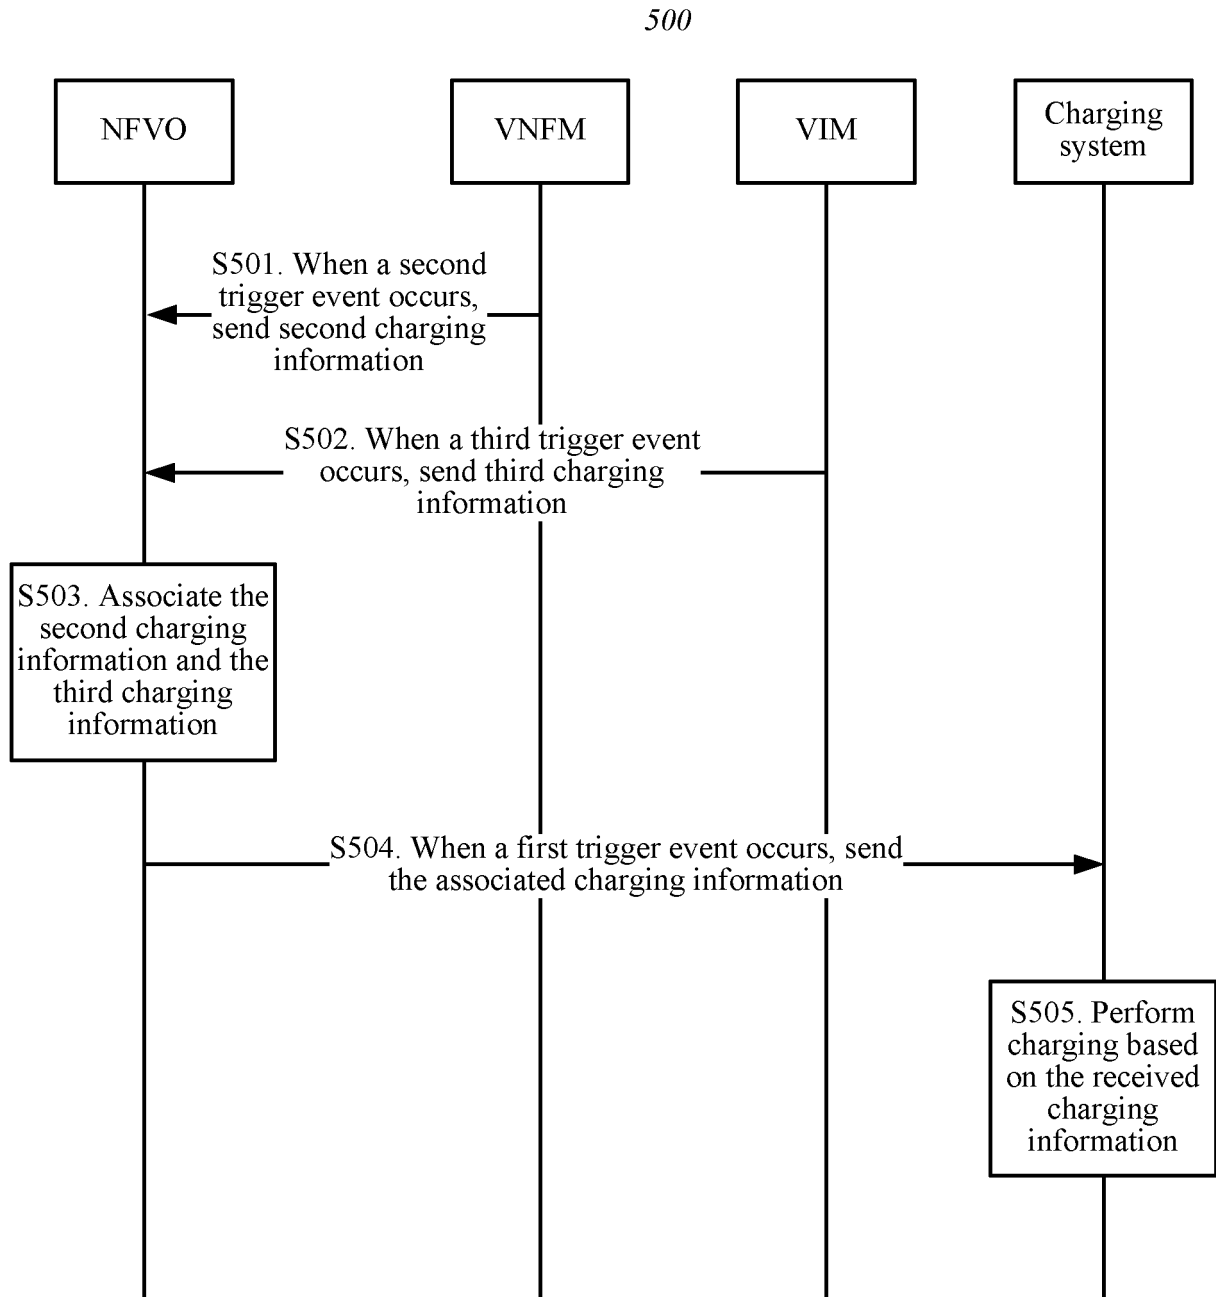 500
NFVO
VNFM
VIM
Charging
system
S501. When a second
trigger event occurs,
send second charging
information
S502. When a third trigger event
occurs, send third charging
information
S503. Associate the
second charging
information and the
third charging
information
S504. When a first trigger event occurs, send
the associated charging information
S505. Perform
charging based
on the received
charging
information